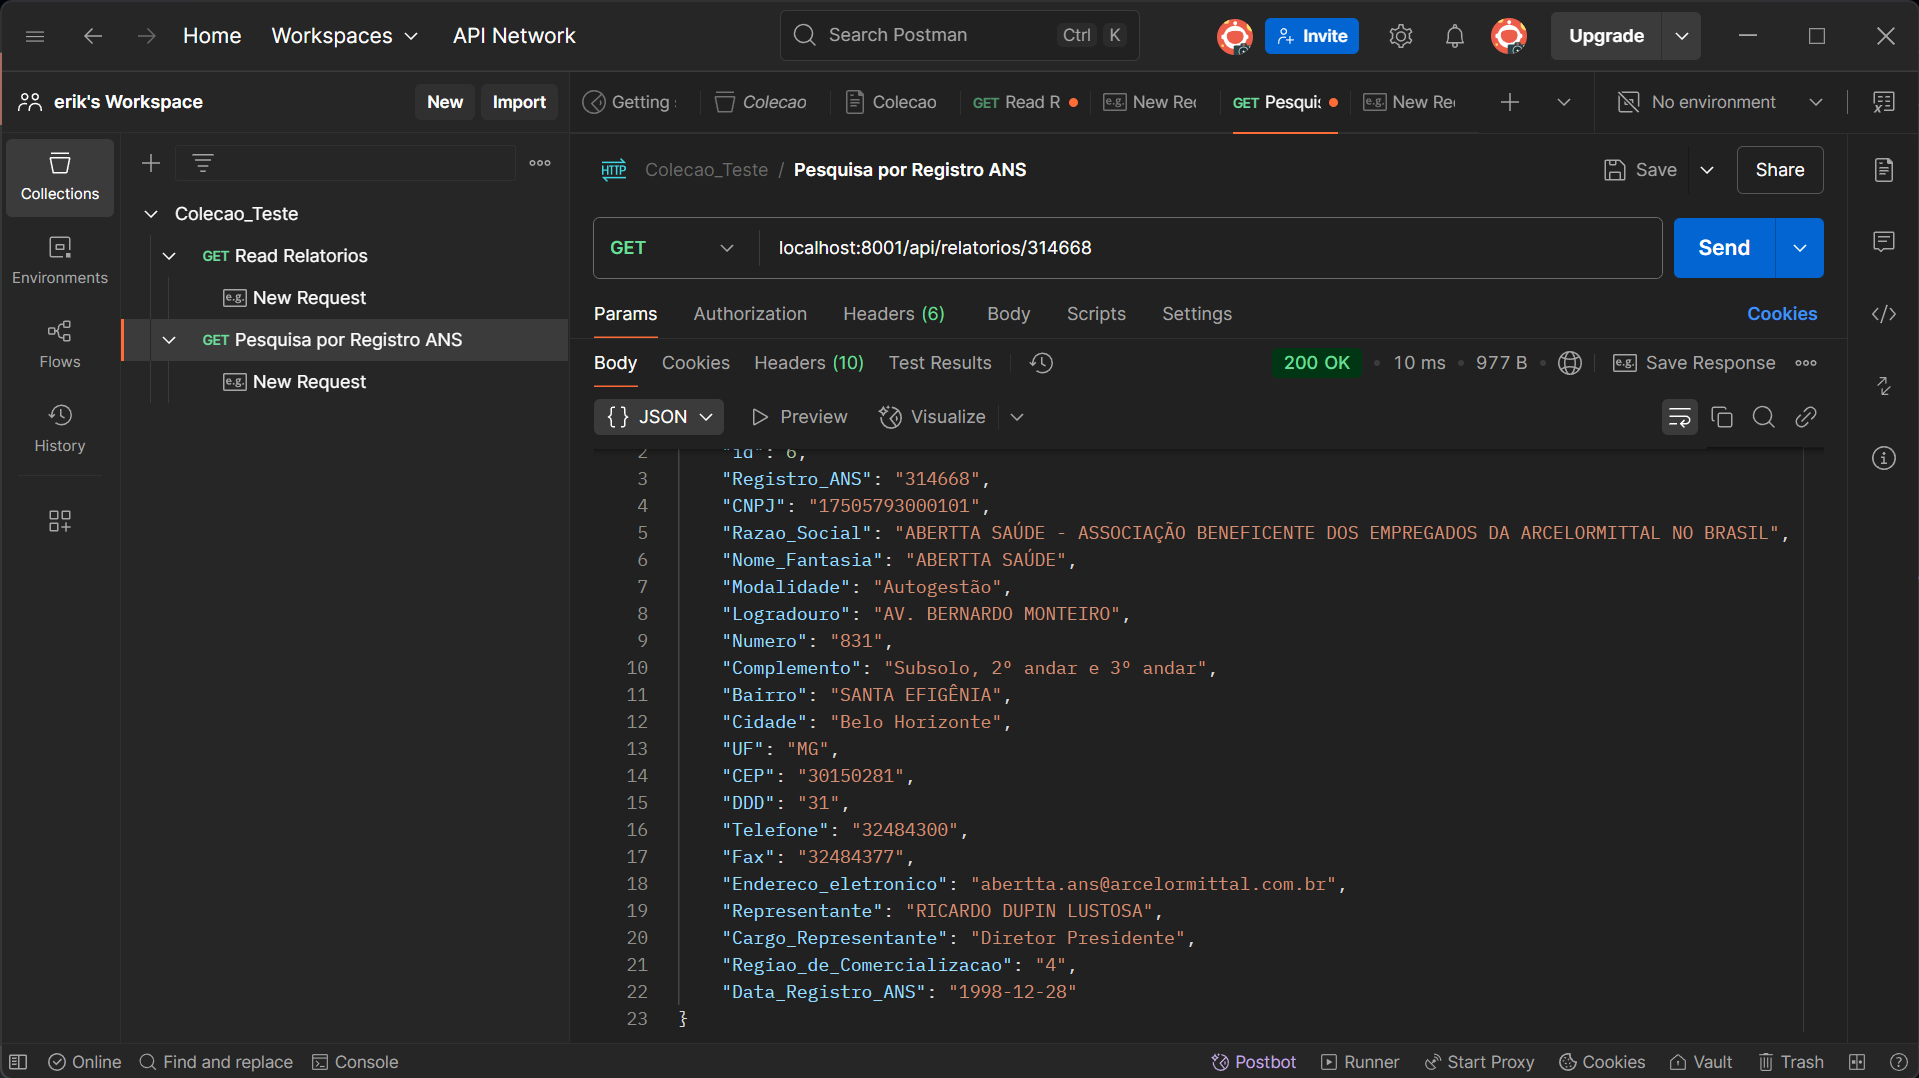 Home Workspaces API Network Search Postman Ctrl K Invite Upgrade
erik's Workspace New Import Getting Colecao Colecao GET Read R e.g. New Rec GET Pesquis e.g. New Rec No environment
Collections
Environments
Flows
History
Colecao_Teste
GET Read Relatorios
e.g. New Request
GET Pesquisa por Registro ANS
e.g. New Request
HTTP Colecao_Teste / Pesquisa por Registro ANS Save Share
GET localhost:8001/api/relatorios/314668 Send
Params Authorization Headers (6) Body Scripts Settings Cookies
Body Cookies Headers (10) Test Results 200 OK • 10 ms • 977 B • e.g. Save Response
{} JSON Preview Visualize
2 "id": 6,
3 "Registro_ANS": "314668",
4 "CNPJ": "17505793000101",
5 "Razao_Social": "ABERTTA SAÚDE - ASSOCIAÇÃO BENEFICENTE DOS EMPREGADOS DA ARCELORMITTAL NO BRASIL",
6 "Nome_Fantasia": "ABERTTA SAÚDE",
7 "Modalidade": "Autogestão",
8 "Logradouro": "AV. BERNARDO MONTEIRO",
9 "Numero": "831",
10 "Complemento": "Subsolo, 2º andar e 3º andar",
11 "Bairro": "SANTA EFIGÊNIA",
12 "Cidade": "Belo Horizonte",
13 "UF": "MG",
14 "CEP": "30150281",
15 "DDD": "31",
16 "Telefone": "32484300",
17 "Fax": "32484377",
18 "Endereco_eletronico": "abertta.ans@arcelormittal.com.br",
19 "Representante": "RICARDO DUPIN LUSTOSA",
20 "Cargo_Representante": "Diretor Presidente",
21 "Regiao_de_Comercializacao": "4",
22 "Data_Registro_ANS": "1998-12-28"
23 }
Online Find and replace Console Postbot Runner Start Proxy Cookies Vault Trash